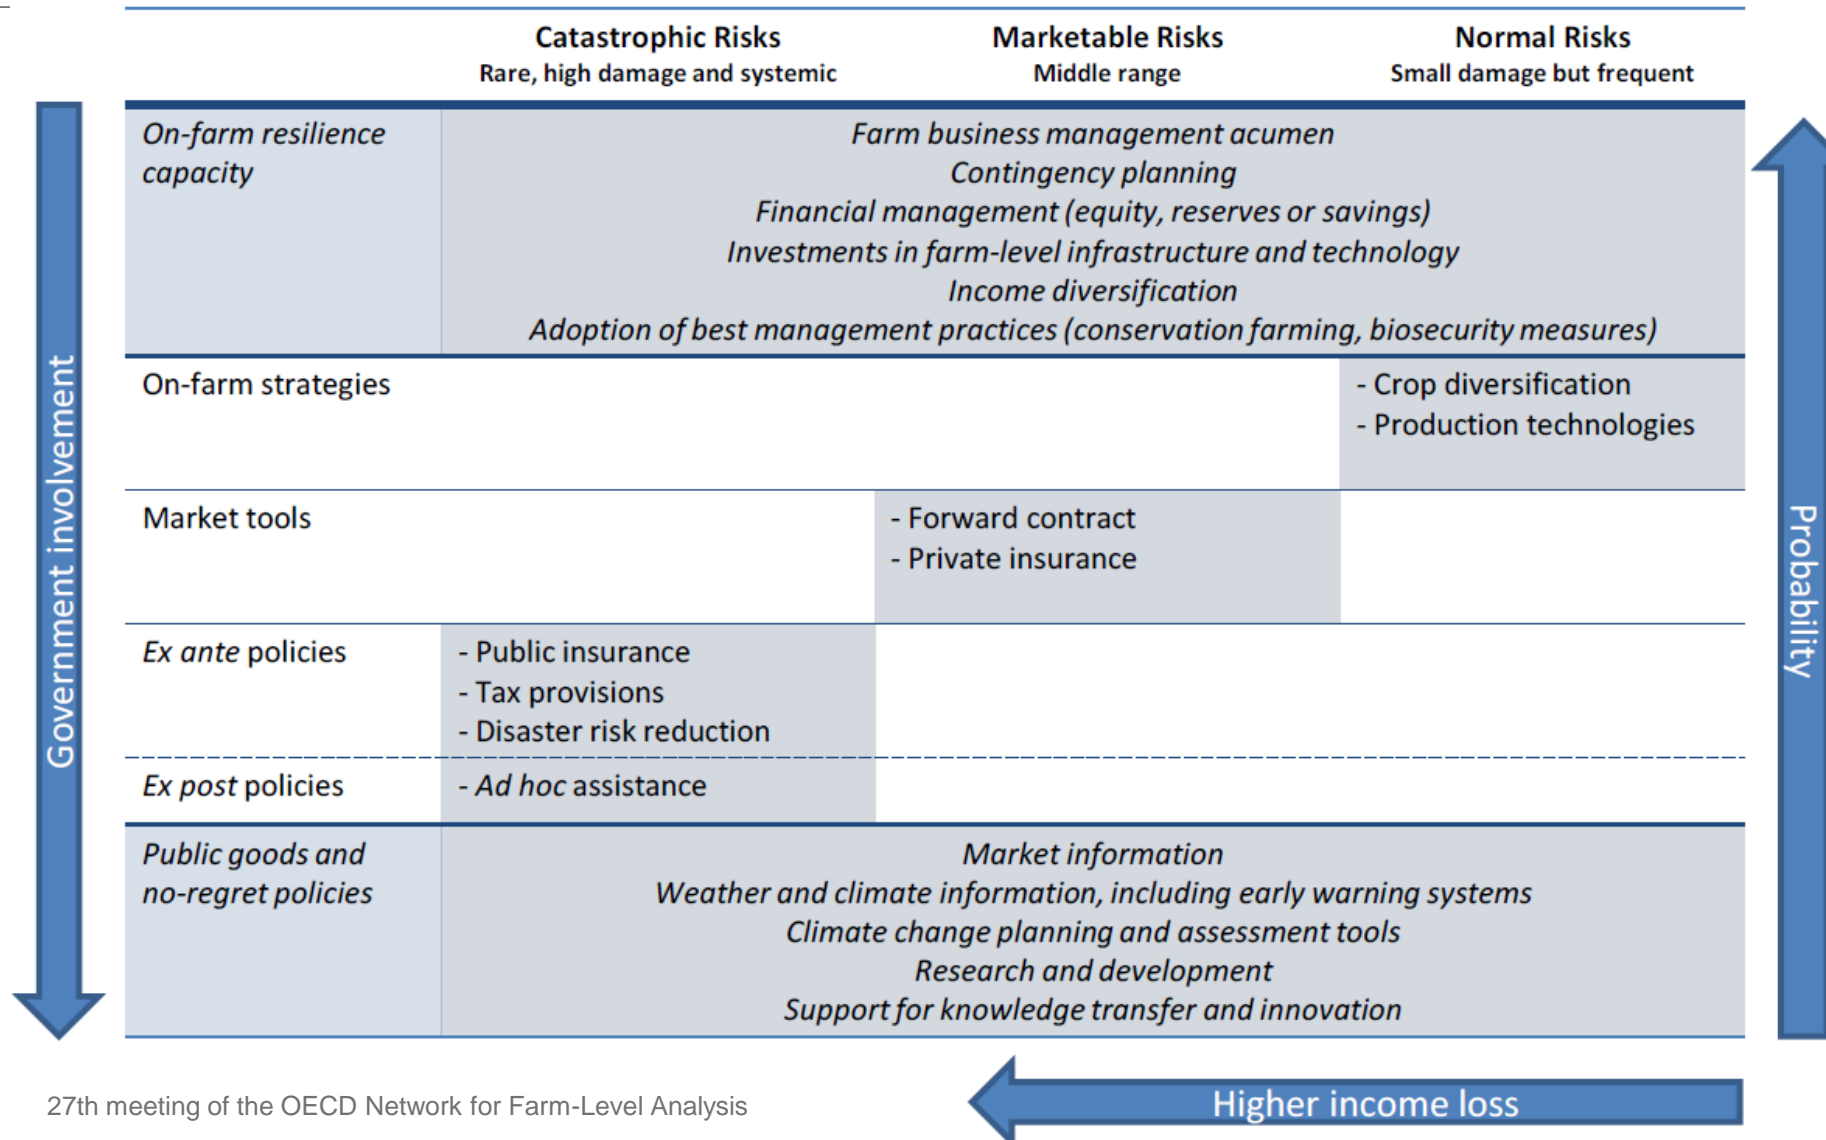 Catastrophic Risks
Rare, high damage and systemic
Marketable Risks
Middle range
Normal Risks
Small damage but frequent
Government involvement
On-farm resilience
capacity
Farm business management acumen
Contingency planning
Financial management (equity, reserves or savings)
Investments in farm-level infrastructure and technology
Income diversification
Adoption of best management practices (conservation farming, biosecurity measures)
On-farm strategies
- Crop diversification
- Production technologies
Market tools
- Forward contract
- Private insurance
Ex ante policies
- Public insurance
- Tax provisions
- Disaster risk reduction
Ex post policies
- Ad hoc assistance
Public goods and
no-regret policies
Market information
Weather and climate information, including early warning systems
Climate change planning and assessment tools
Research and development
Support for knowledge transfer and innovation
Probability
Higher income loss
27th meeting of the OECD Network for Farm-Level Analysis